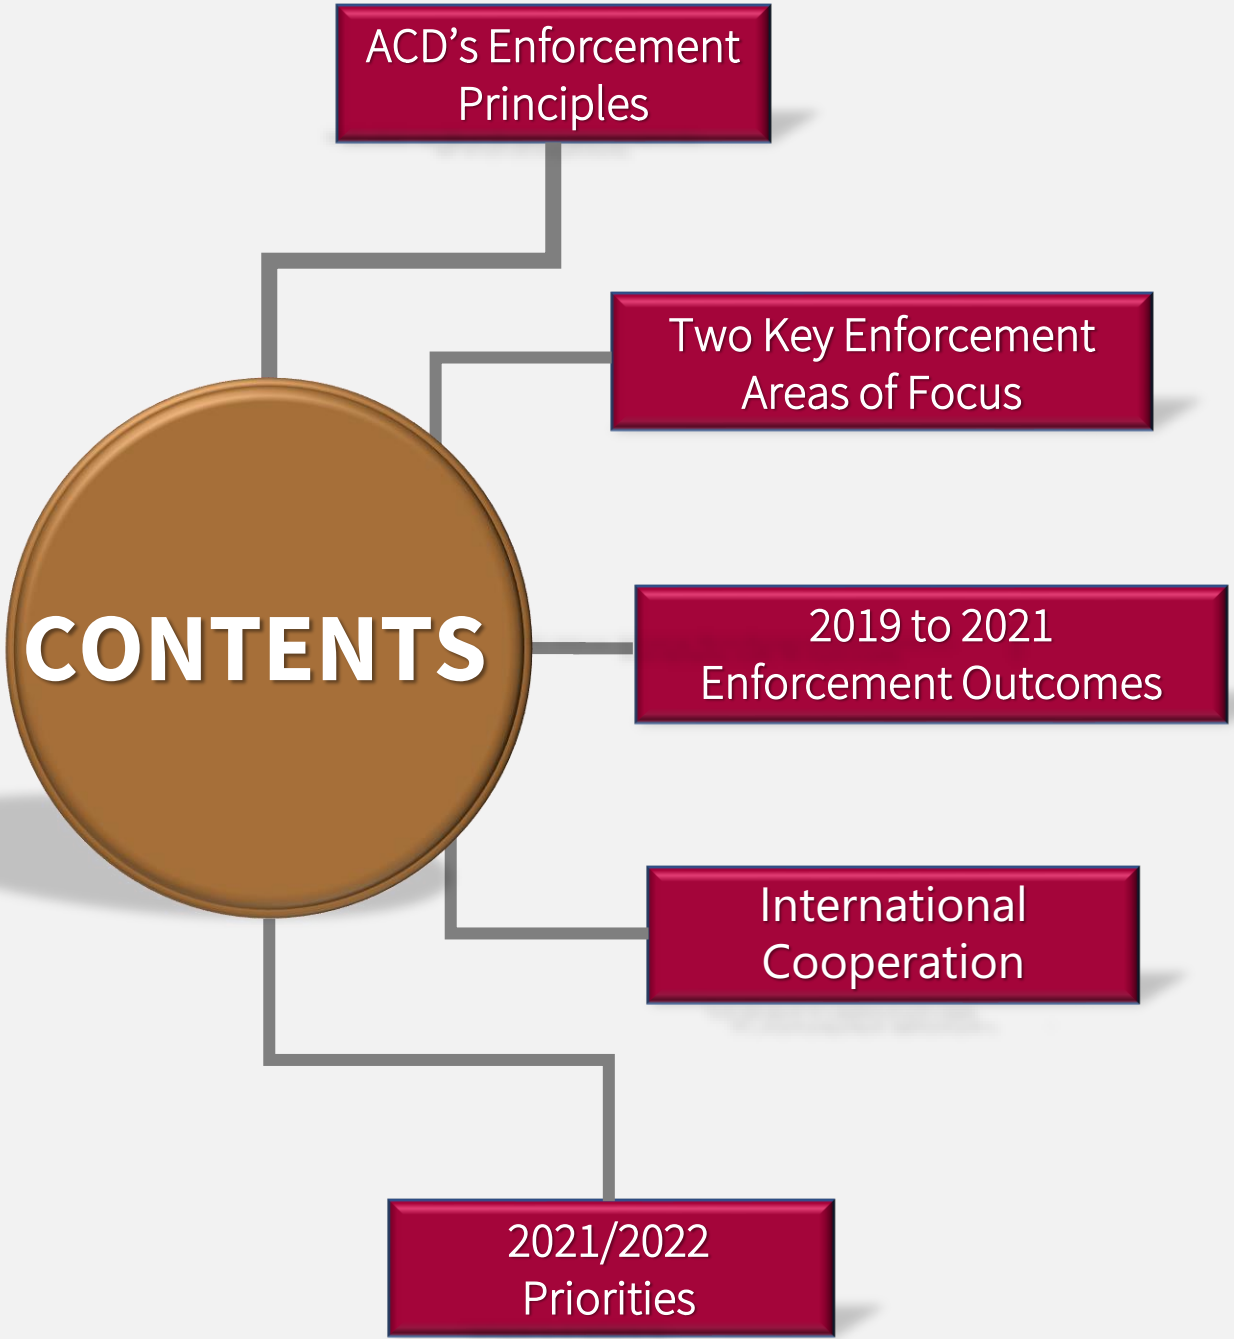 ACD’s Enforcement
Principles
Two Key Enforcement
Areas of Focus
CONTENTS
2019 to 2021
Enforcement Outcomes
International
Cooperation
2021/2022
Priorities